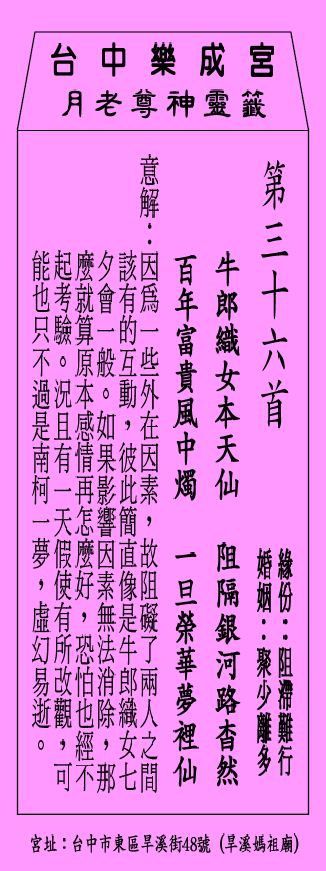 台中樂成宮
月老尊神靈籤
第三十六首
緣份：阻滯難行
婚姻：聚少離多
牛郎織女本天仙 阻隔銀河路杳然
百年富貴風中燭 一旦榮華夢裡仙
意解：因為一些外在因素，故阻礙了兩人之間
該有的互動，彼此簡直像是牛郎織女七
夕會一般。如果影響因素無法消除，那
麼就算原本感情再怎麼好，恐怕也經不
起考驗。況且有一天假使有所改觀，可
能也只不過是南柯一夢，虛幻易逝。
宮址：台中市東區旱溪街48號（旱溪媽祖廟）